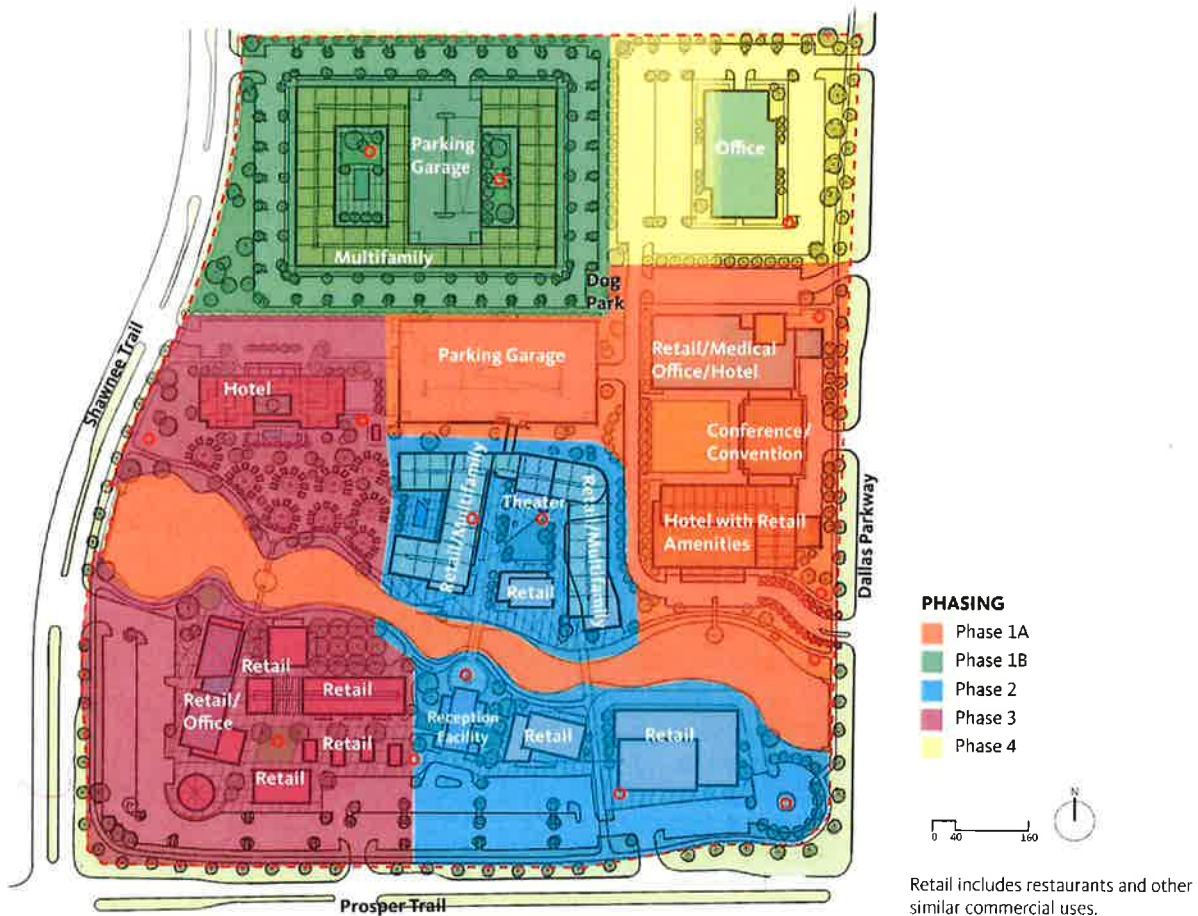 Parking
Garage
Office
Multifamily
Dog
Park
Shawnee Trail
Hotel
Parking Garage
Retail/Medical
Office/Hotel
Conference/
Convention
Retail/Multifamily
Theater
Retail/Multifamily
Retail
Hotel with Retail
Amenities
Dallas Parkway
Retail
Retail/
Office
Retail
Retail
Retail
Reception
Facility
Retail
Retail
Prosper Trail
PHASING
Phase 1A
Phase 1B
Phase 2
Phase 3
Phase 4
N
0 40 160
Retail includes restaurants and other
similar commercial uses.